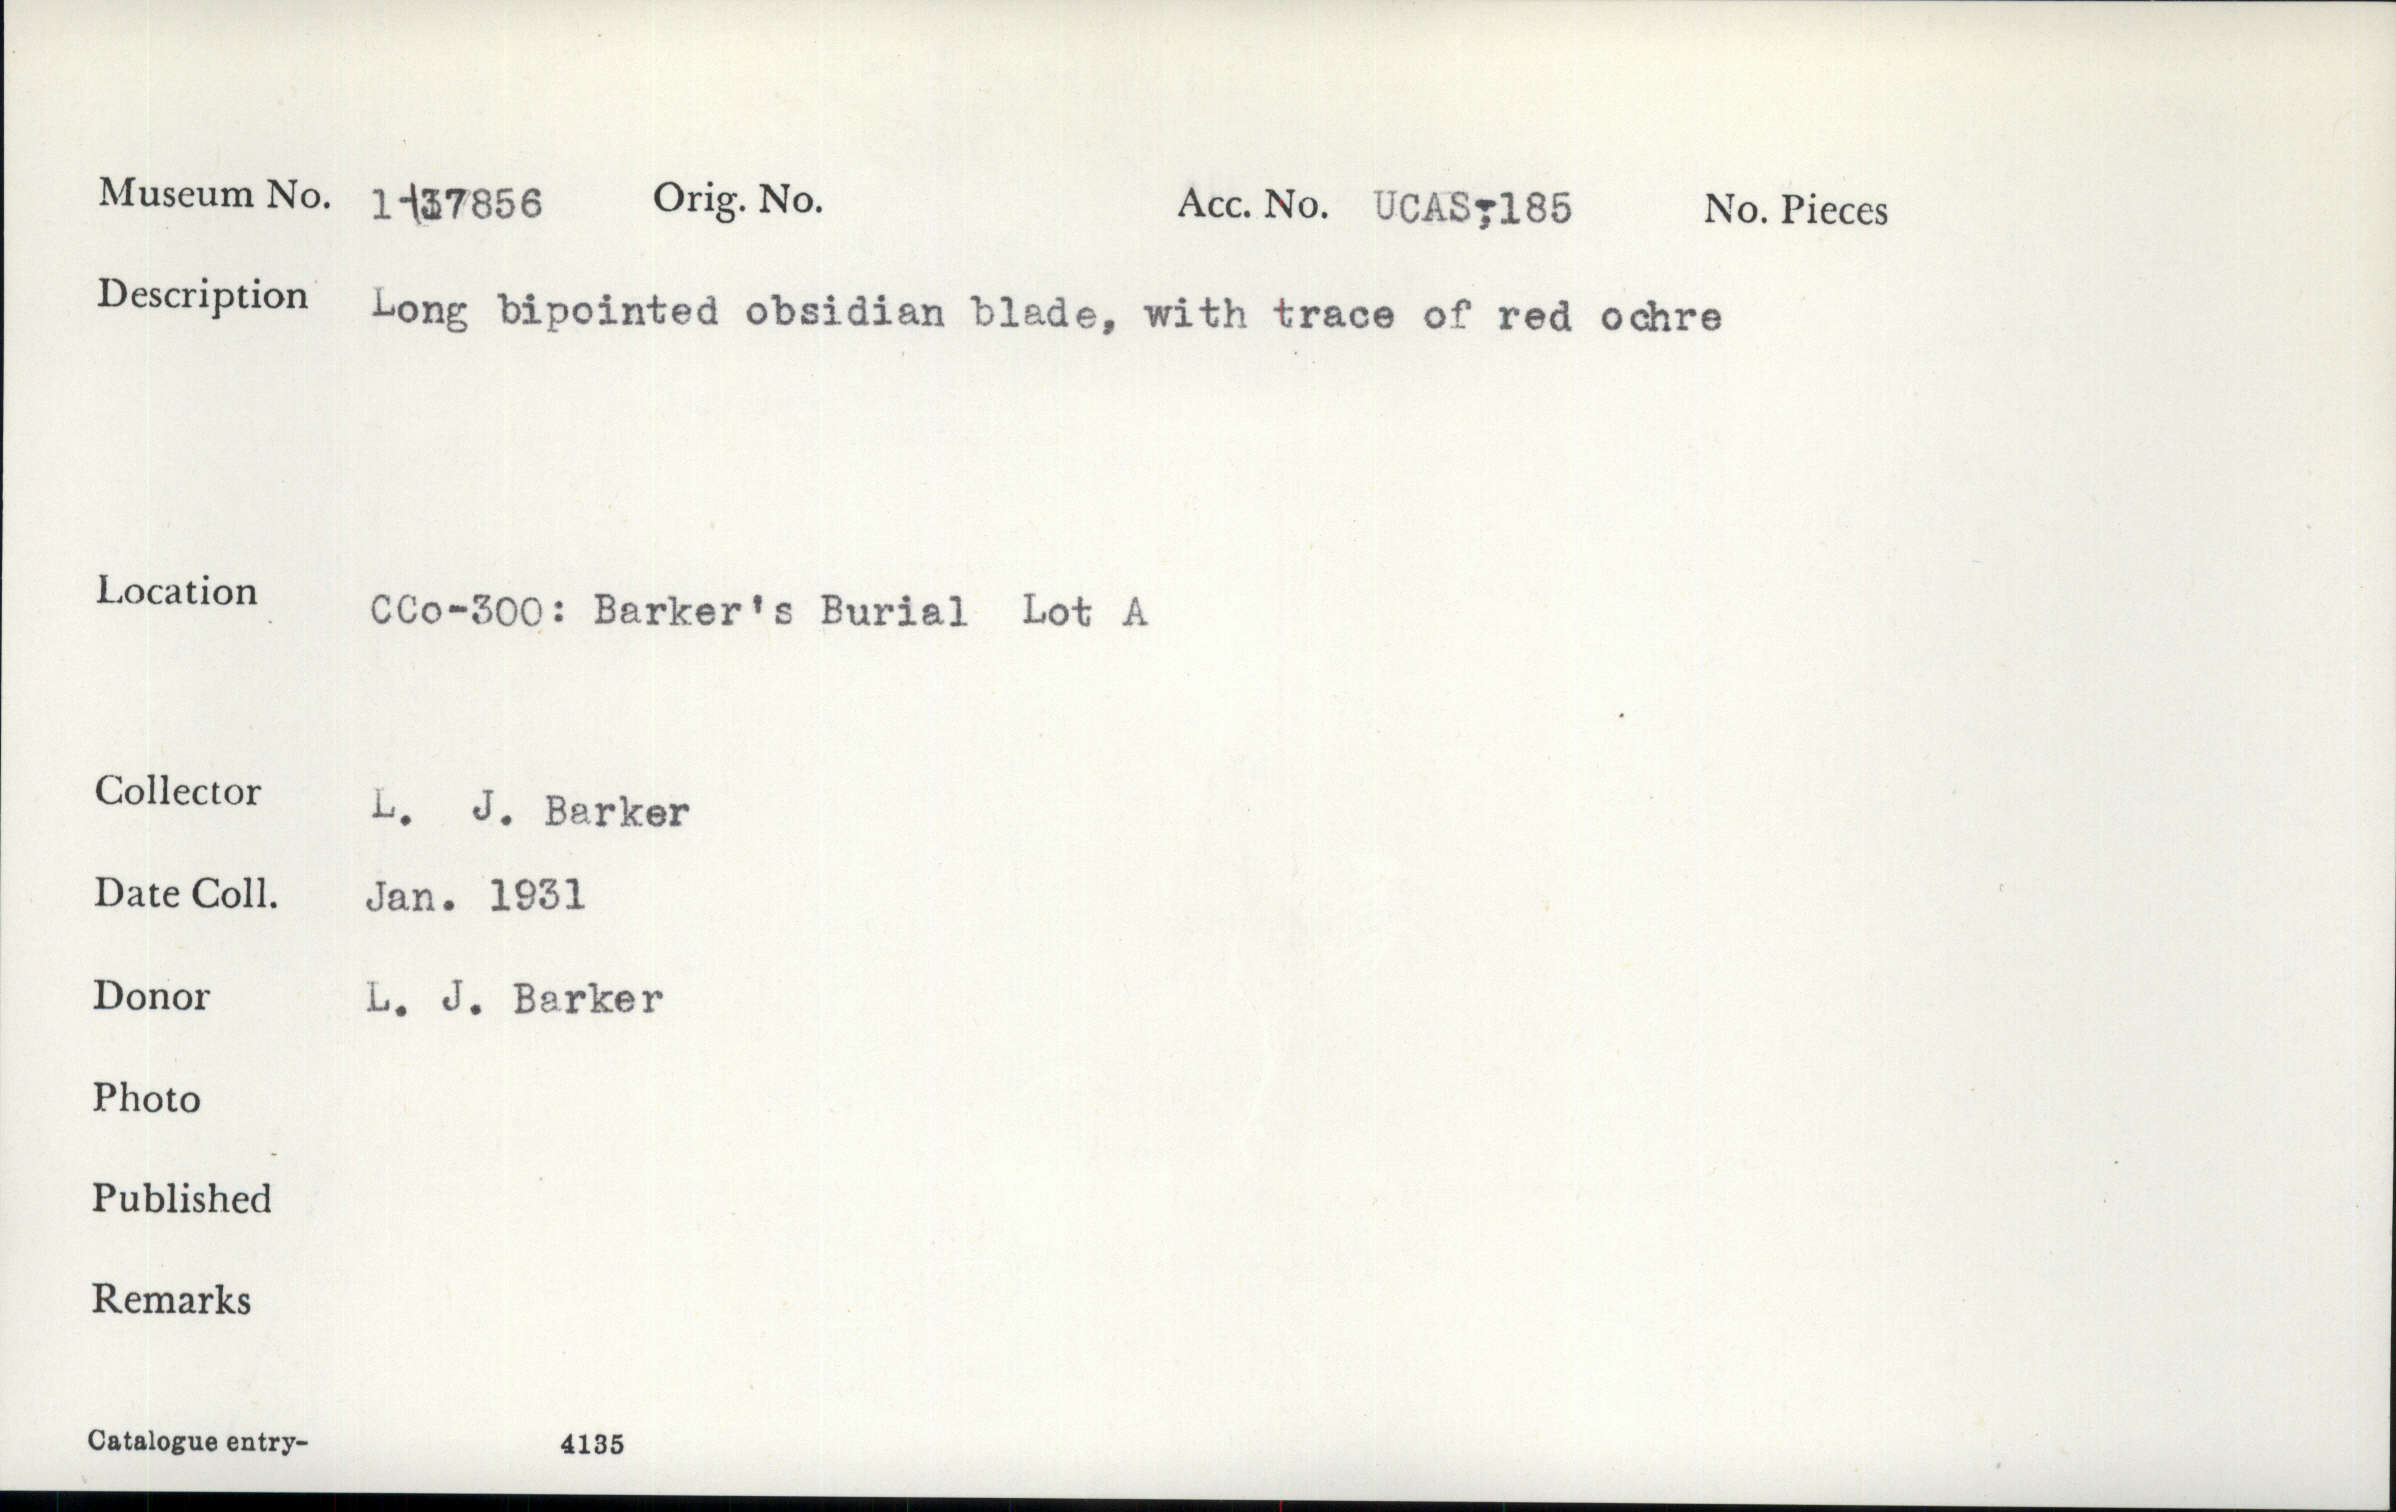 Museum No. 1-137856 Orig. No. Acc. No. UCAS-185 No. Pieces
Description Long bipointed obsidian blade, with trace of red ochre
Location CCo-300: Barker's Burial Lot A
Collector L. J. Barker
Date Coll. Jan. 1931
Donor L. J. Barker
Photo
Published
Remarks
Catalogue entry- 4135